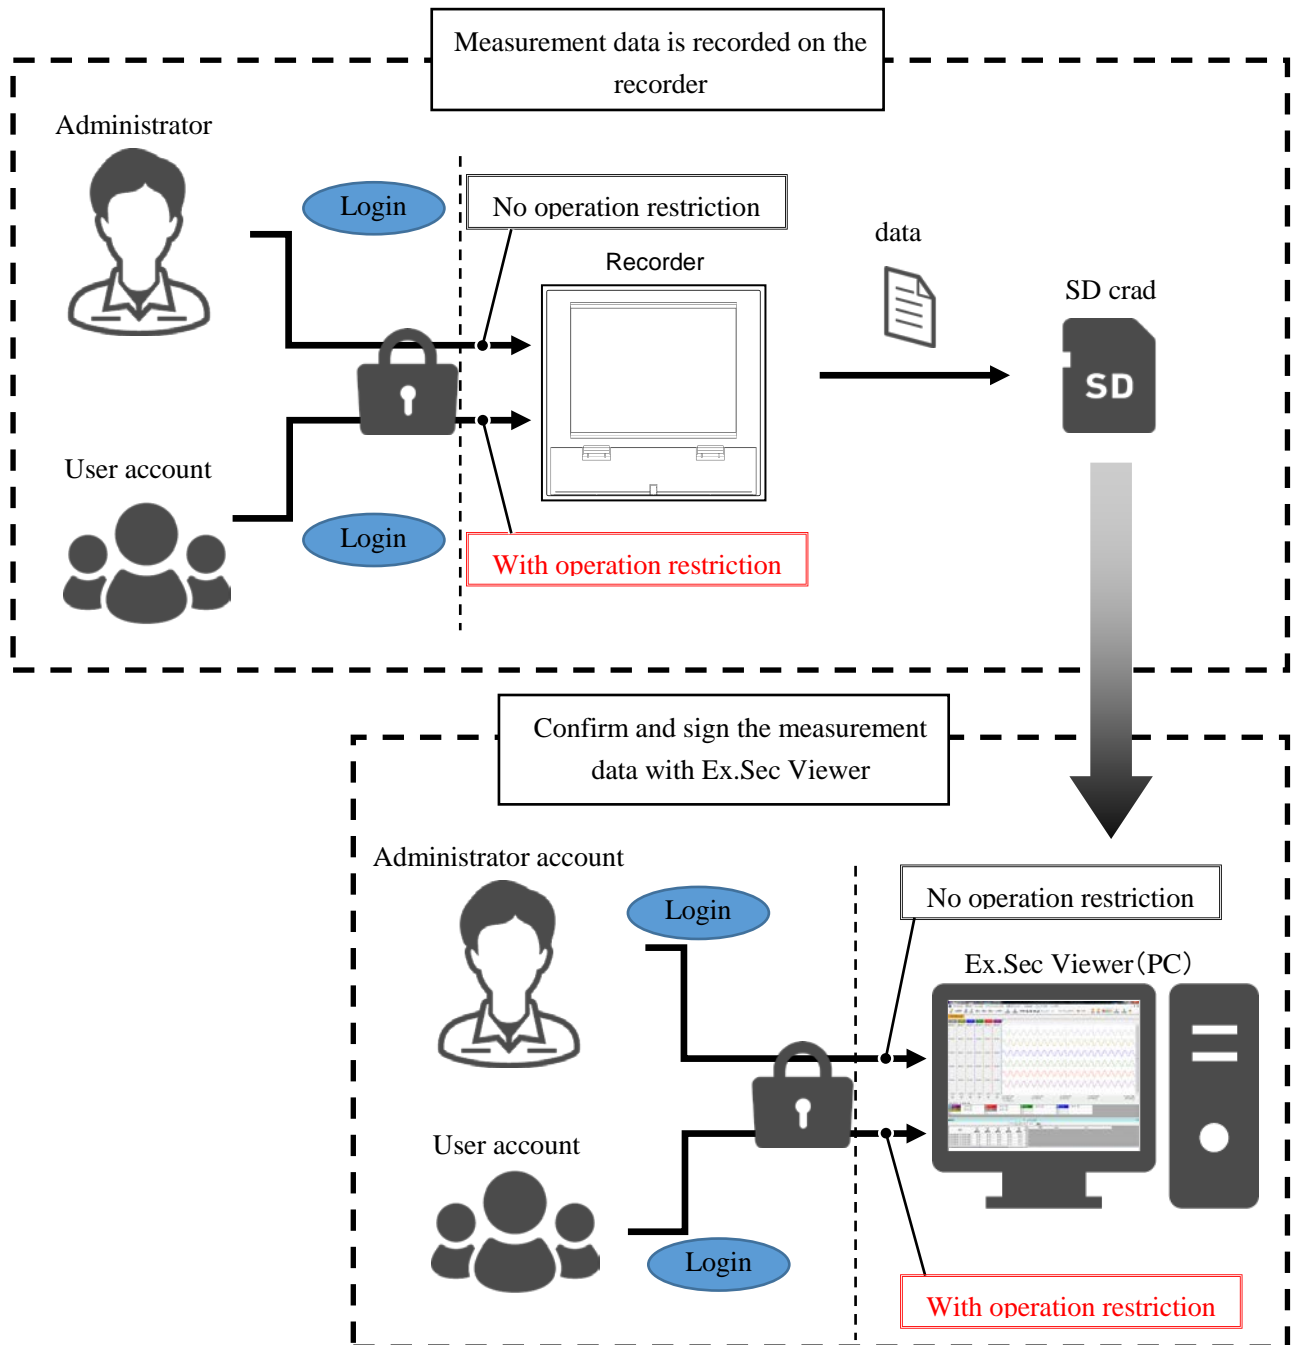 Measurement data is recorded on the
recorder
Administrator
Login
No operation restriction
data
Recorder
SD crad
SD
User account
Login
With operation restriction
Confirm and sign the measurement
data with Ex.Sec Viewer
Administrator account
Login
No operation restriction
Ex.Sec Viewer（PC）
User account
Login
With operation restriction